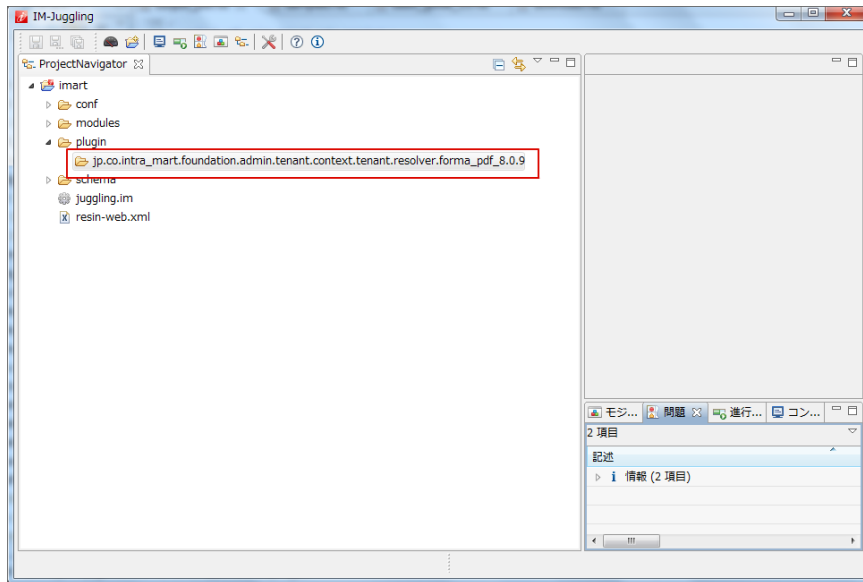 IM-Juggling
ProjectNavigator
imart
conf
modules
plugin
jp.co.intra_mart.foundation.admin.tenant.context.tenant.resolver.forma_pdf_8.0.9
schema
juggling.im
resin-web.xml
モジ... 問題 進行... コン...
2 項目
記述
情報 (2 項目)